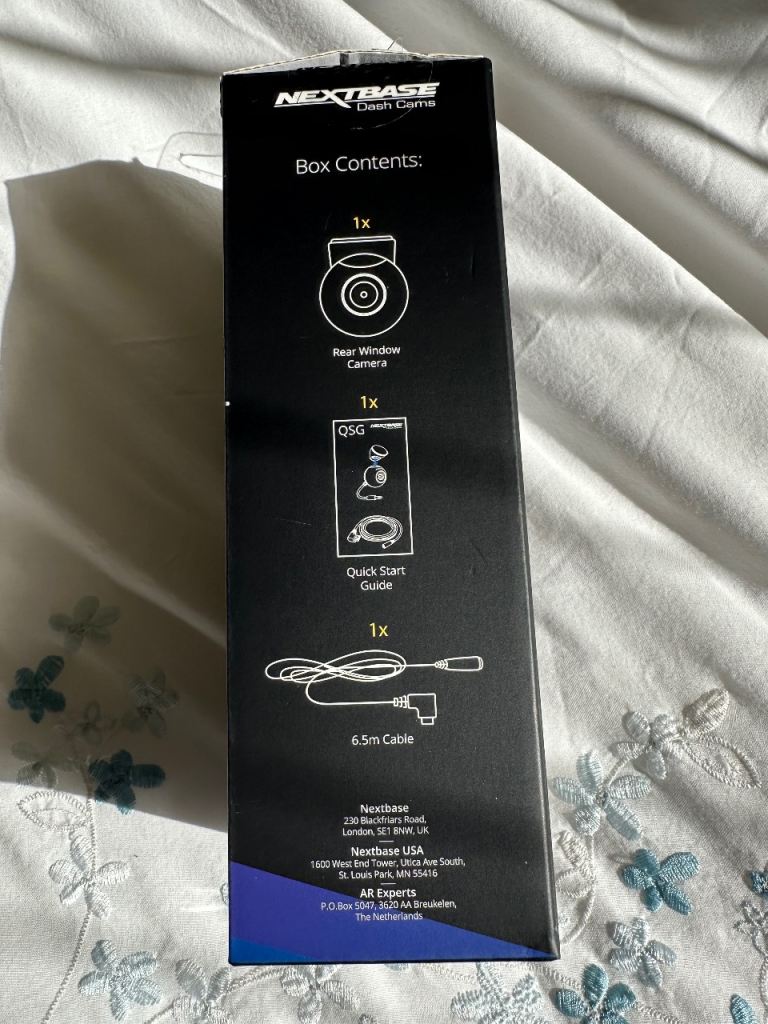 NEXTBASE
Dash Cams
Box Contents:
1x
Rear Window
Camera
1x
QSG NEXTBASE
Quick Start
Guide
1x
6.5m Cable
Nextbase
230 Blackfriars Road,
London, SE1 8NW, UK
Nextbase USA
1600 West End Tower, Utica Ave South,
St. Louis Park, MN 55416
AR Experts
P.O.Box 5047, 3620 AA Breukelen,
The Netherlands